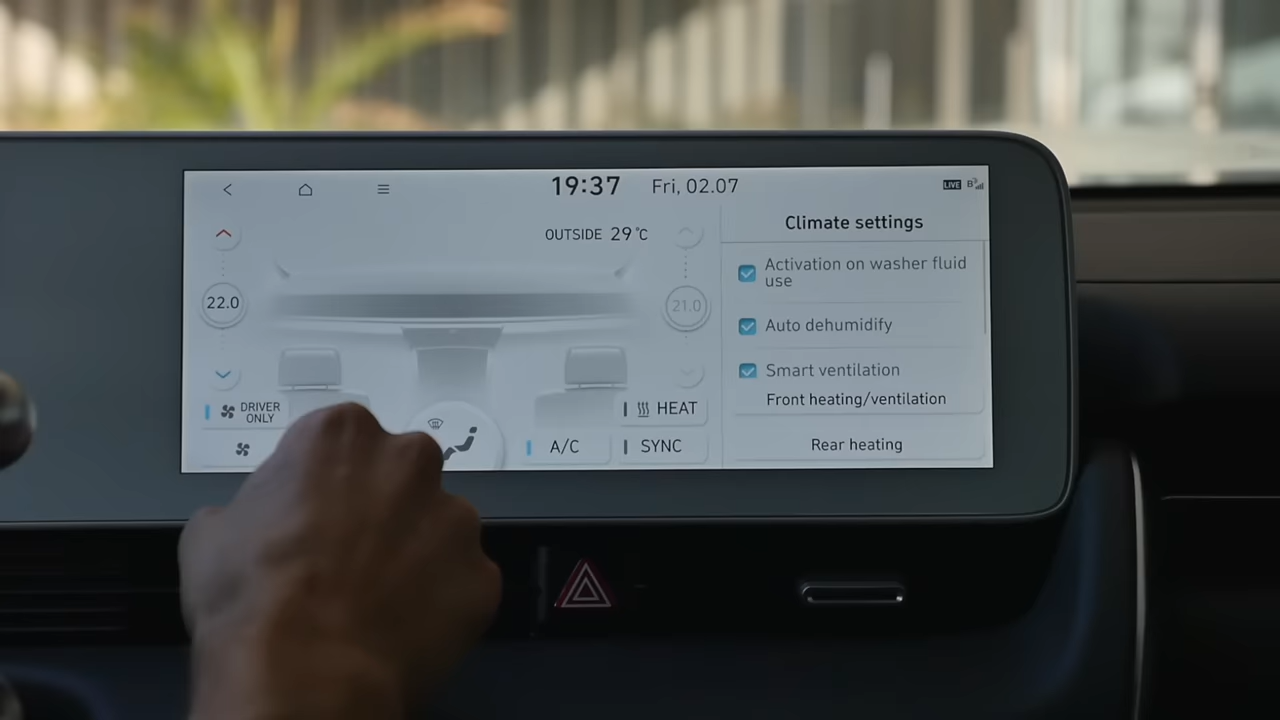 19:37 Fri, 02.07
LIVE
B
OUTSIDE 29°C
22.0
21.0
DRIVER
ONLY
HEAT
A/C
SYNC
Climate settings
Activation on washer fluid
use
Auto dehumidify
Smart ventilation
Front heating/ventilation
Rear heating